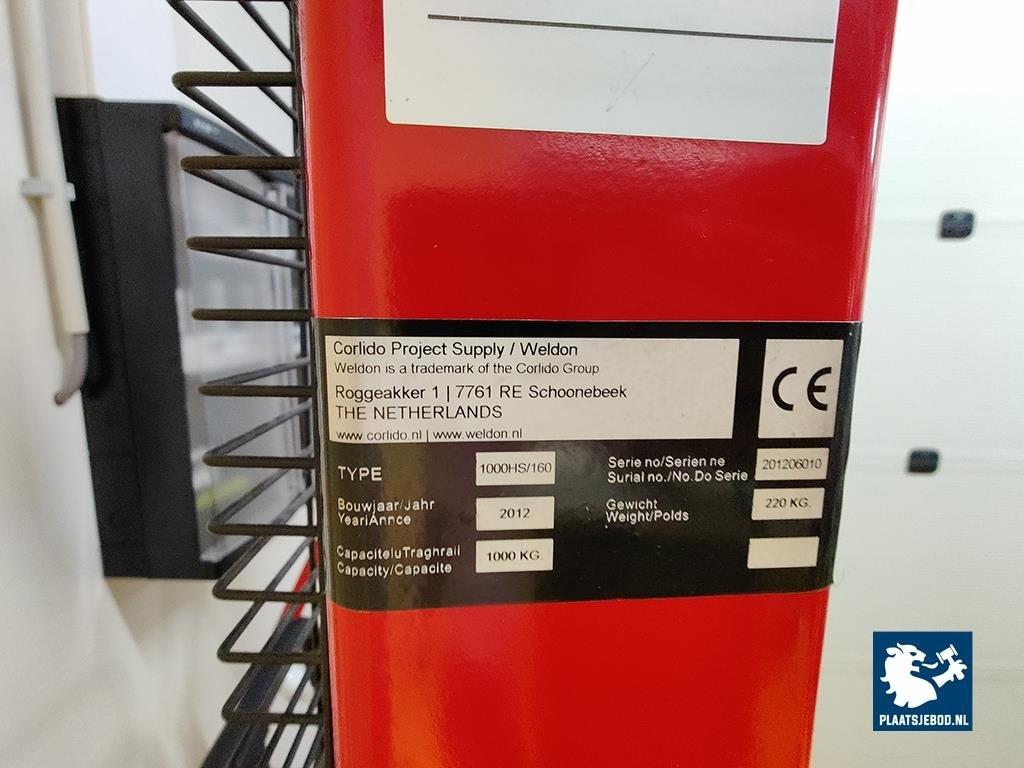 Corlido Project Supply / Weldon
Weldon is a trademark of the Corlido Group
Roggeakker 1 | 7761 RE Schoonebeek
THE NETHERLANDS
www.corlido.nl | www.weldon.nl
CE
TYPE 1000HS/160
Serie no/Serien ne 201206010
Surial no./No.Do Serie
Bouwjaar/Jahr 2012
Year/Annce
Gewicht 220 KG.
Weight/Polds
CapaciteluTraghrail 1000 KG.
Capacity/Capacite
PLAATSJEBOD.NL